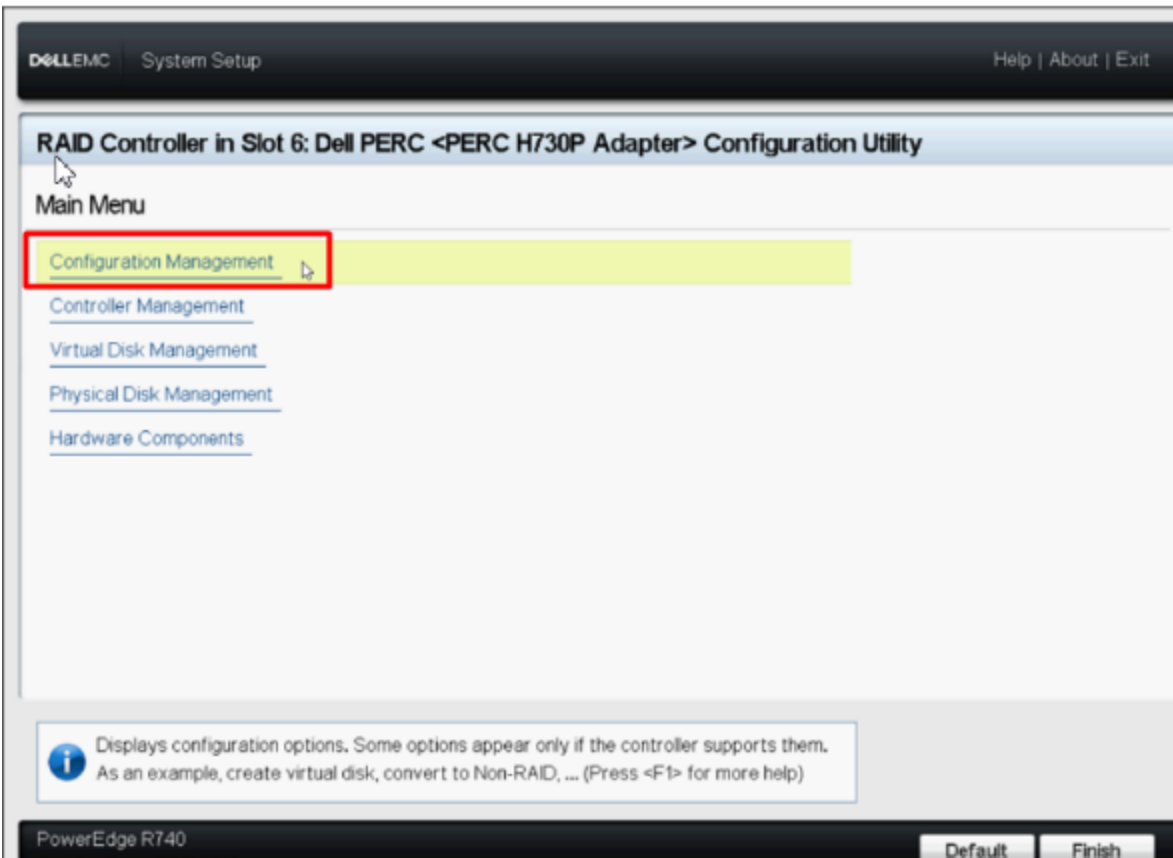 DELLEMC System Setup Help | About | Exit
RAID Controller in Slot 6: Dell PERC <PERC H730P Adapter> Configuration Utility
Main Menu
Configuration Management
Controller Management
Virtual Disk Management
Physical Disk Management
Hardware Components
Displays configuration options. Some options appear only if the controller supports them.
As an example, create virtual disk, convert to Non-RAID, ... (Press <F1> for more help)
PowerEdge R740
Default Finish